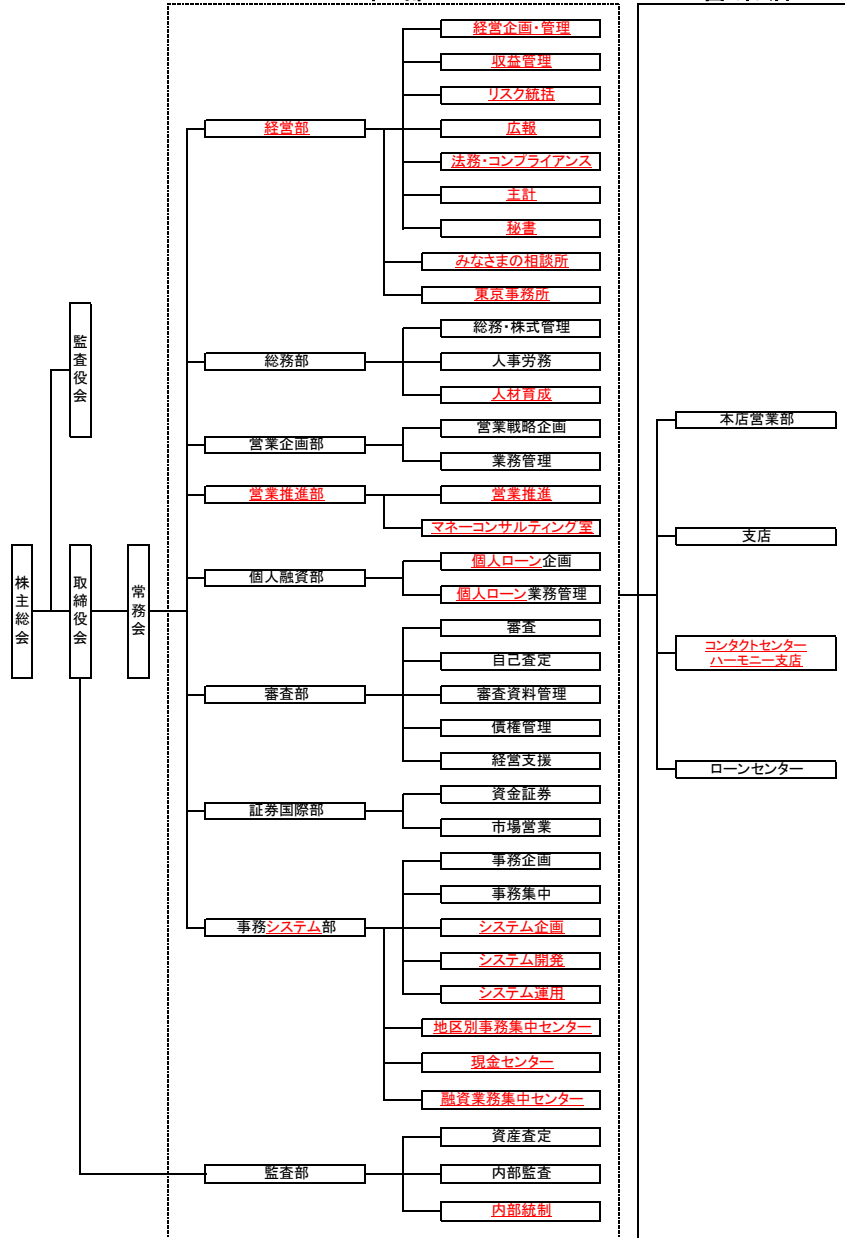 経営企画・管理
収益管理
リスク統括
経営部
広報
法務・コンプライアンス
主計
秘書
みなさまの相談所
東京事務所
監査役会
総務部
総務・株式管理
人事労務
人材育成
営業企画部
営業戦略企画
業務管理
営業推進部
営業推進
マネーコンサルティング室
株主総会
取締役会
常務会
個人融資部
個人ローン企画
個人ローン業務管理
審査部
審査
自己査定
審査資料管理
債権管理
経営支援
証券国際部
資金証券
市場営業
事務システム部
事務企画
事務集中
システム企画
システム開発
システム運用
地区別事務集中センター
現金センター
融資業務集中センター
監査部
資産査定
内部監査
内部統制
本店営業部
支店
コンタクトセンター
ハーモニー支店
ローンセンター